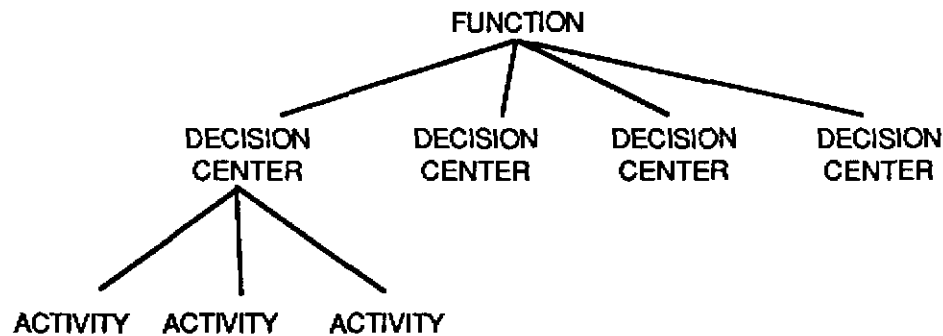 FUNCTION
DECISION CENTER
DECISION CENTER
DECISION CENTER
DECISION CENTER
ACTIVITY ACTIVITY ACTIVITY